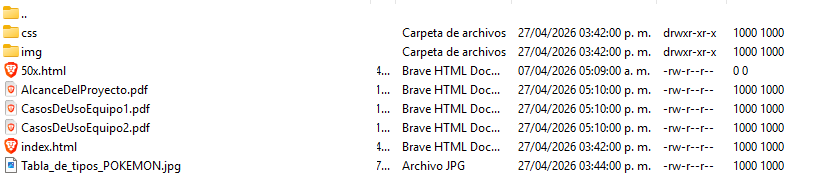 ..
css Carpeta de archivos 27/04/2026 03:42:00 p. m. drwxr-xr-x 1000 1000
img Carpeta de archivos 27/04/2026 03:42:00 p. m. drwxr-xr-x 1000 1000
50x.html 4... Brave HTML Doc... 07/04/2026 05:09:00 a. m. -rw-r--r-- 0 0
AlcanceDelProyecto.pdf 1... Brave HTML Doc... 27/04/2026 05:10:00 p. m. -rw-r--r-- 1000 1000
CasosDeUsoEquipo1.pdf 1... Brave HTML Doc... 27/04/2026 05:10:00 p. m. -rw-r--r-- 1000 1000
CasosDeUsoEquipo2.pdf 1... Brave HTML Doc... 27/04/2026 05:10:00 p. m. -rw-r--r-- 1000 1000
index.html 4... Brave HTML Doc... 27/04/2026 03:42:00 p. m. -rw-r--r-- 1000 1000
Tabla_de_tipos_POKEMON.jpg 7... Archivo JPG 27/04/2026 03:44:00 p. m. -rw-r--r-- 1000 1000